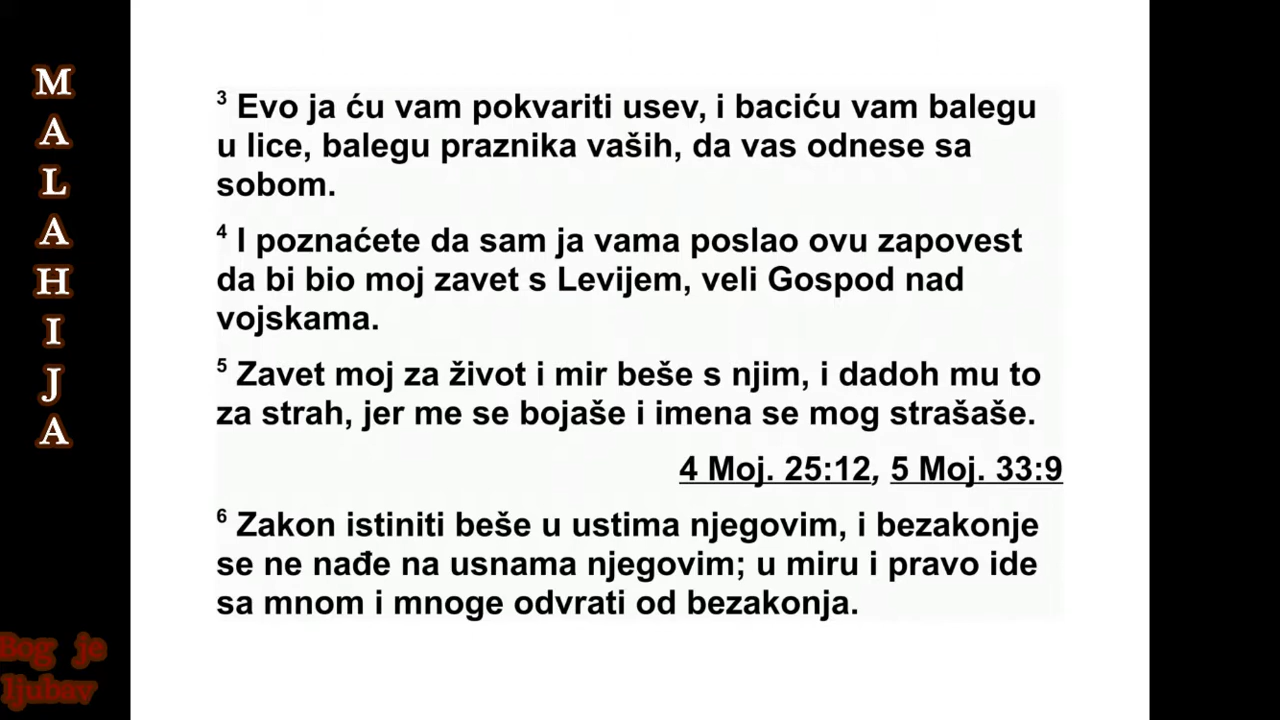 MALAHIJA
3 Evo ja ću vam pokvariti usev, i baciću vam balegu
u lice, balegu praznika vaših, da vas odnese sa
sobom.
4 I poznaćete da sam ja vama poslao ovu zapovest
da bi bio moj zavet s Levijem, veli Gospod nad
vojskama.
5 Zavet moj za život i mir beše s njim, i dadoh mu to
za strah, jer me se bojaše i imena se mog strašaše.
4 Moj. 25:12, 5 Moj. 33:9
6 Zakon istiniti beše u ustima njegovim, i bezakonje
se ne nađe na usnama njegovim; u miru i pravo ide
sa mnom i mnoge odvrati od bezakonja.
Bog je
ljubav